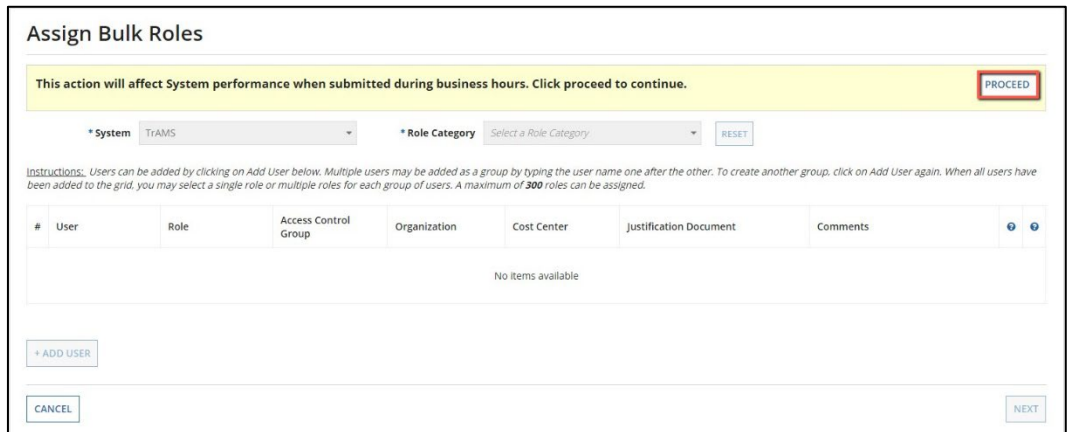 Assign Bulk Roles
This action will affect System performance when submitted during business hours. Click proceed to continue.
PROCEED
* System TrAMS * Role Category Select a Role Category RESET
Instructions: Users can be added by clicking on Add User below. Multiple users may be added as a group by typing the user name one after the other. To create another group, click on Add User again. When all users have
been added to the grid, you may select a single role or multiple roles for each group of users. A maximum of 300 roles can be assigned.
# User Role Access Control Group Organization Cost Center Justification Document Comments ? ?
No items available
+ ADD USER
CANCEL NEXT